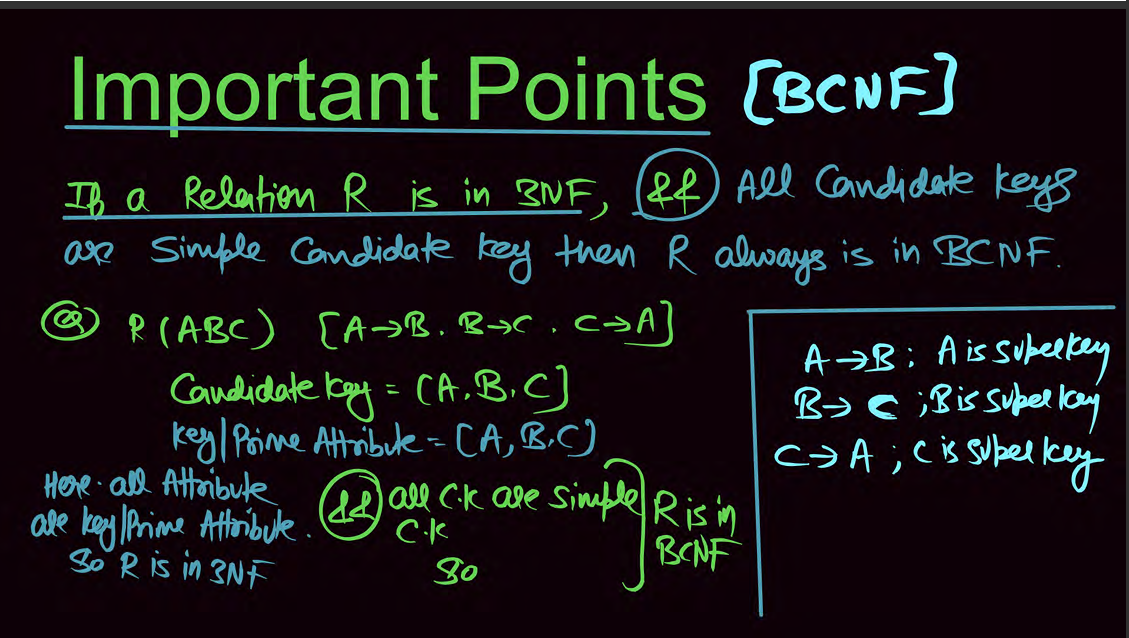 Important Points [BCNF]
If a Relation R is in 3NF, && All Candidate keys
are Simple Candidate key then R always is in BCNF.
Q R (ABC) [A→B, B→C, C→A]
Candidate key = [A, B, C]
key/Prime Attribute = [A, B, C]
Here all Attribute
are key/Prime Attribute.
So R is in 3NF
&& all C.K are Simple
C.K
So
R is in
BCNF
A→B ; A is Super key
B→C ; B is Super key
C→A ; C is Super key